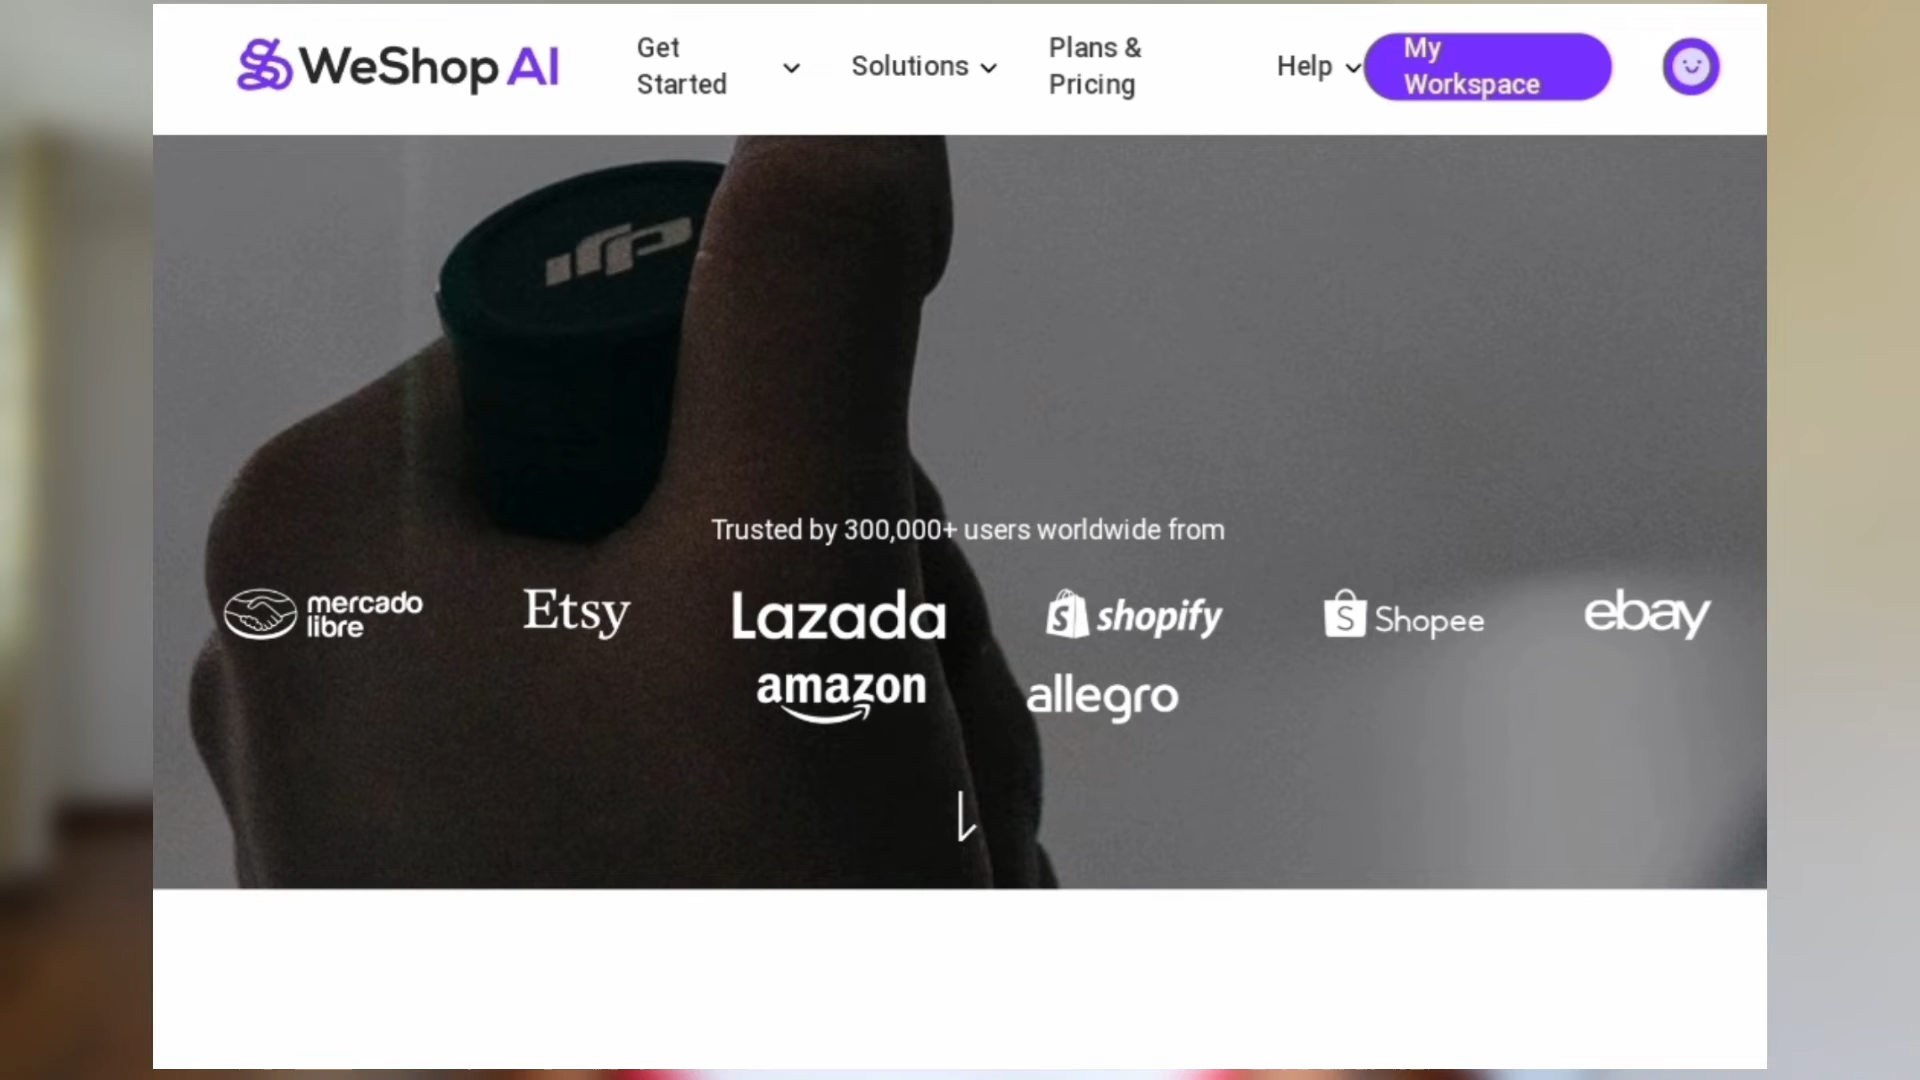 WeShop AI
Get Started
Solutions
Plans & Pricing
Help
My Workspace
dji
Trusted by 300,000+ users worldwide from
mercado libre
Etsy
Lazada
shopify
Shopee
ebay
amazon
allegro